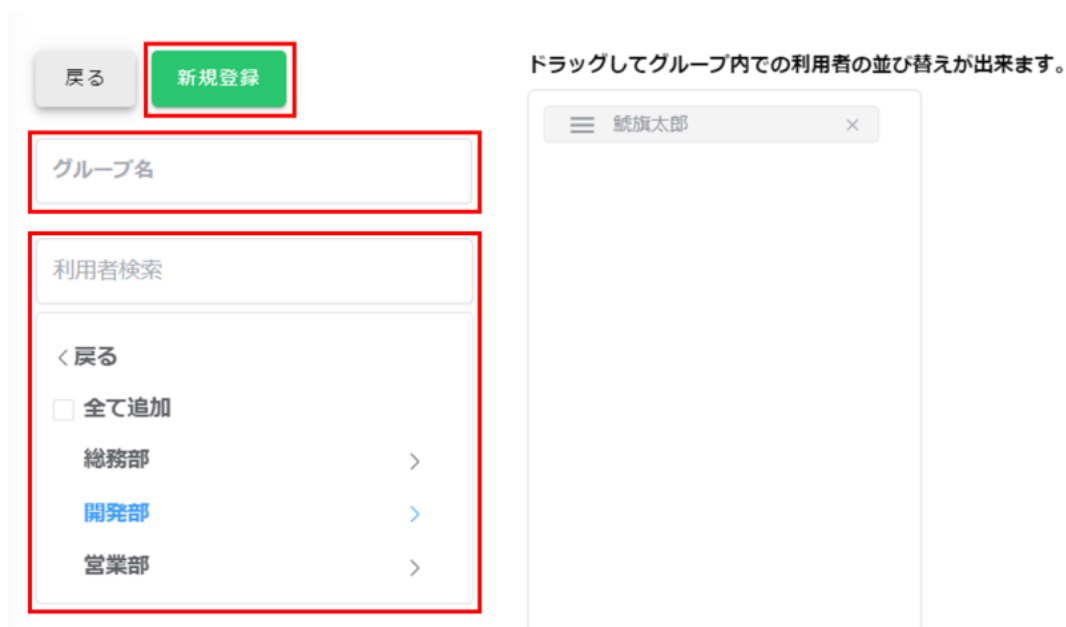 戻る
新規登録
グループ名
利用者検索
戻る
全て追加
総務部
開発部
営業部
ドラッグしてグループ内での利用者の並び替えが出来ます。
鯱旗太郎